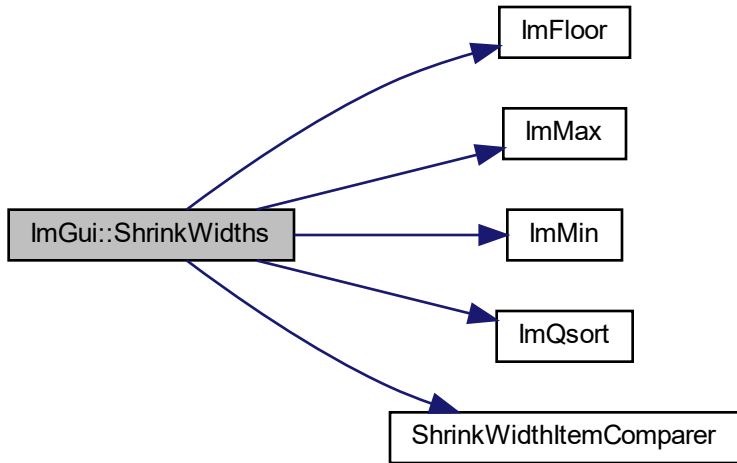 ImFloor
ImMax
ImGui::ShrinkWidths
ImMin
ImQsort
ShrinkWidthItemComparer